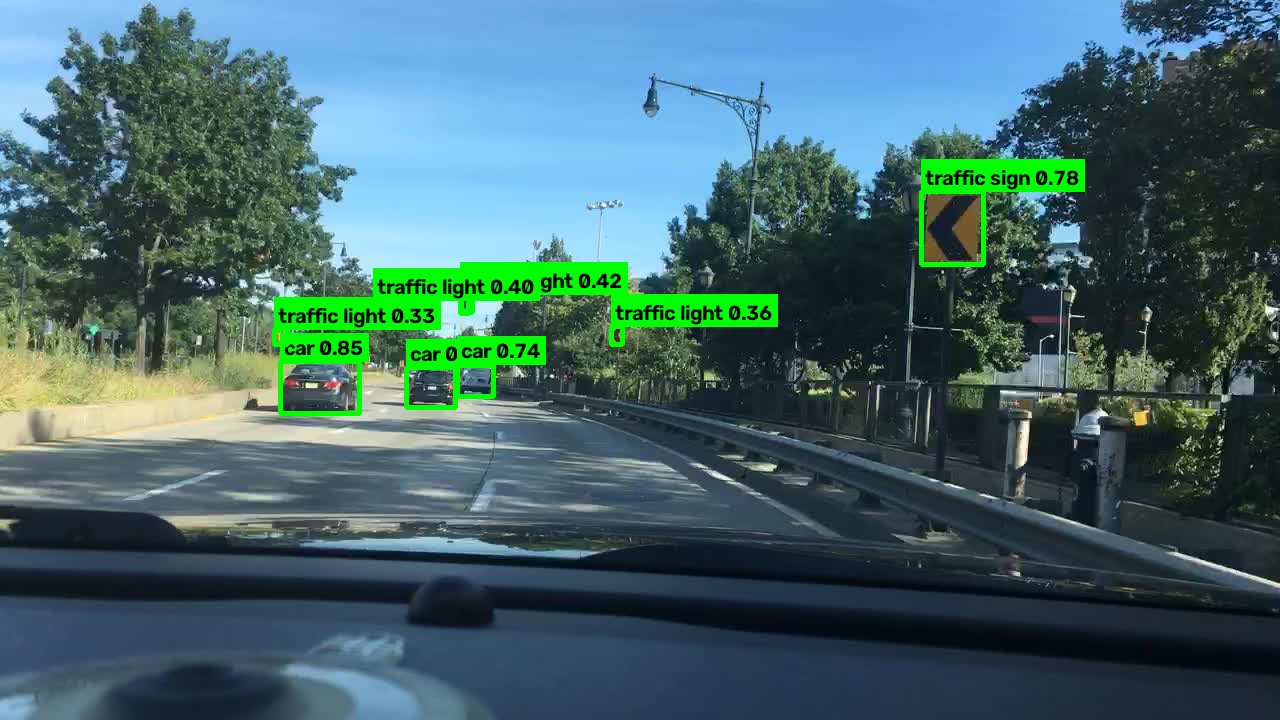 traffic sign 0.78
traffic light 0.40
ght 0.42
traffic light 0.33
traffic light 0.36
car 0.85
car 0
car 0.74